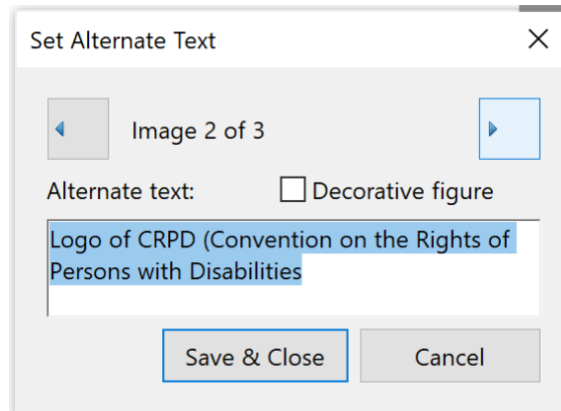 Set Alternate Text
Image 2 of 3
Alternate text: Decorative figure
Logo of CRPD (Convention on the Rights of
Persons with Disabilities
Save & Close Cancel